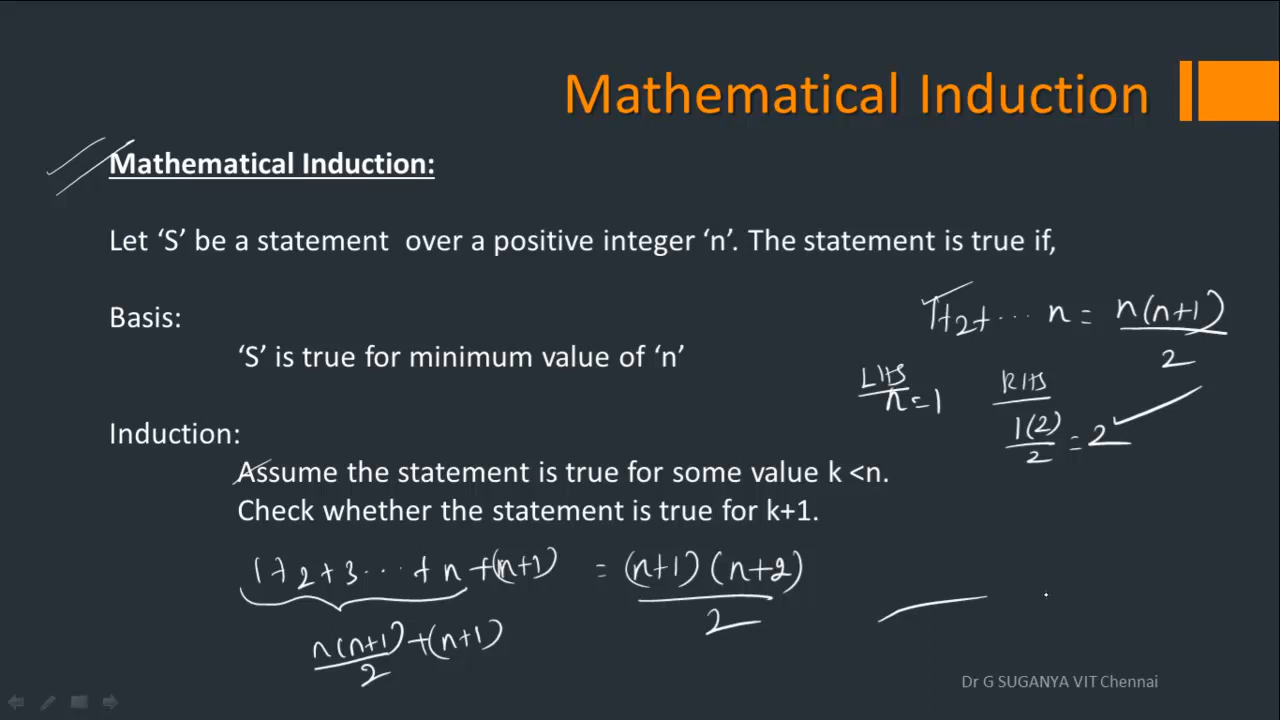 Mathematical Induction
Mathematical Induction:
Let ‘S’ be a statement over a positive integer ‘n’. The statement is true if,
1+2+ ... n = n(n+1)/2
Basis:
‘S’ is true for minimum value of ‘n’
LHS
n=1
RHS
1(2)/2 = 2
Induction:
Assume the statement is true for some value k <n.
Check whether the statement is true for k+1.
1+2+3... +n+(n+1) = (n+1)(n+2)/2
n(n+1)/2+(n+1)
Dr G SUGANYA VIT Chennai